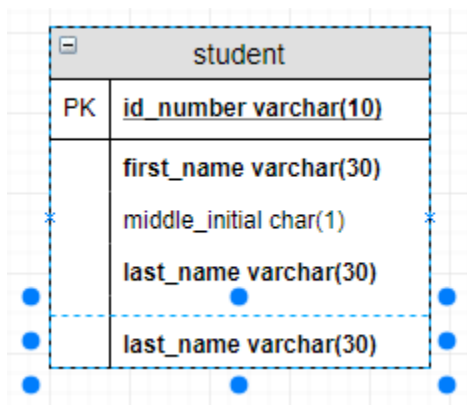 student
PK id_number varchar(10)
first_name varchar(30)
middle_initial char(1)
last_name varchar(30)
last_name varchar(30)